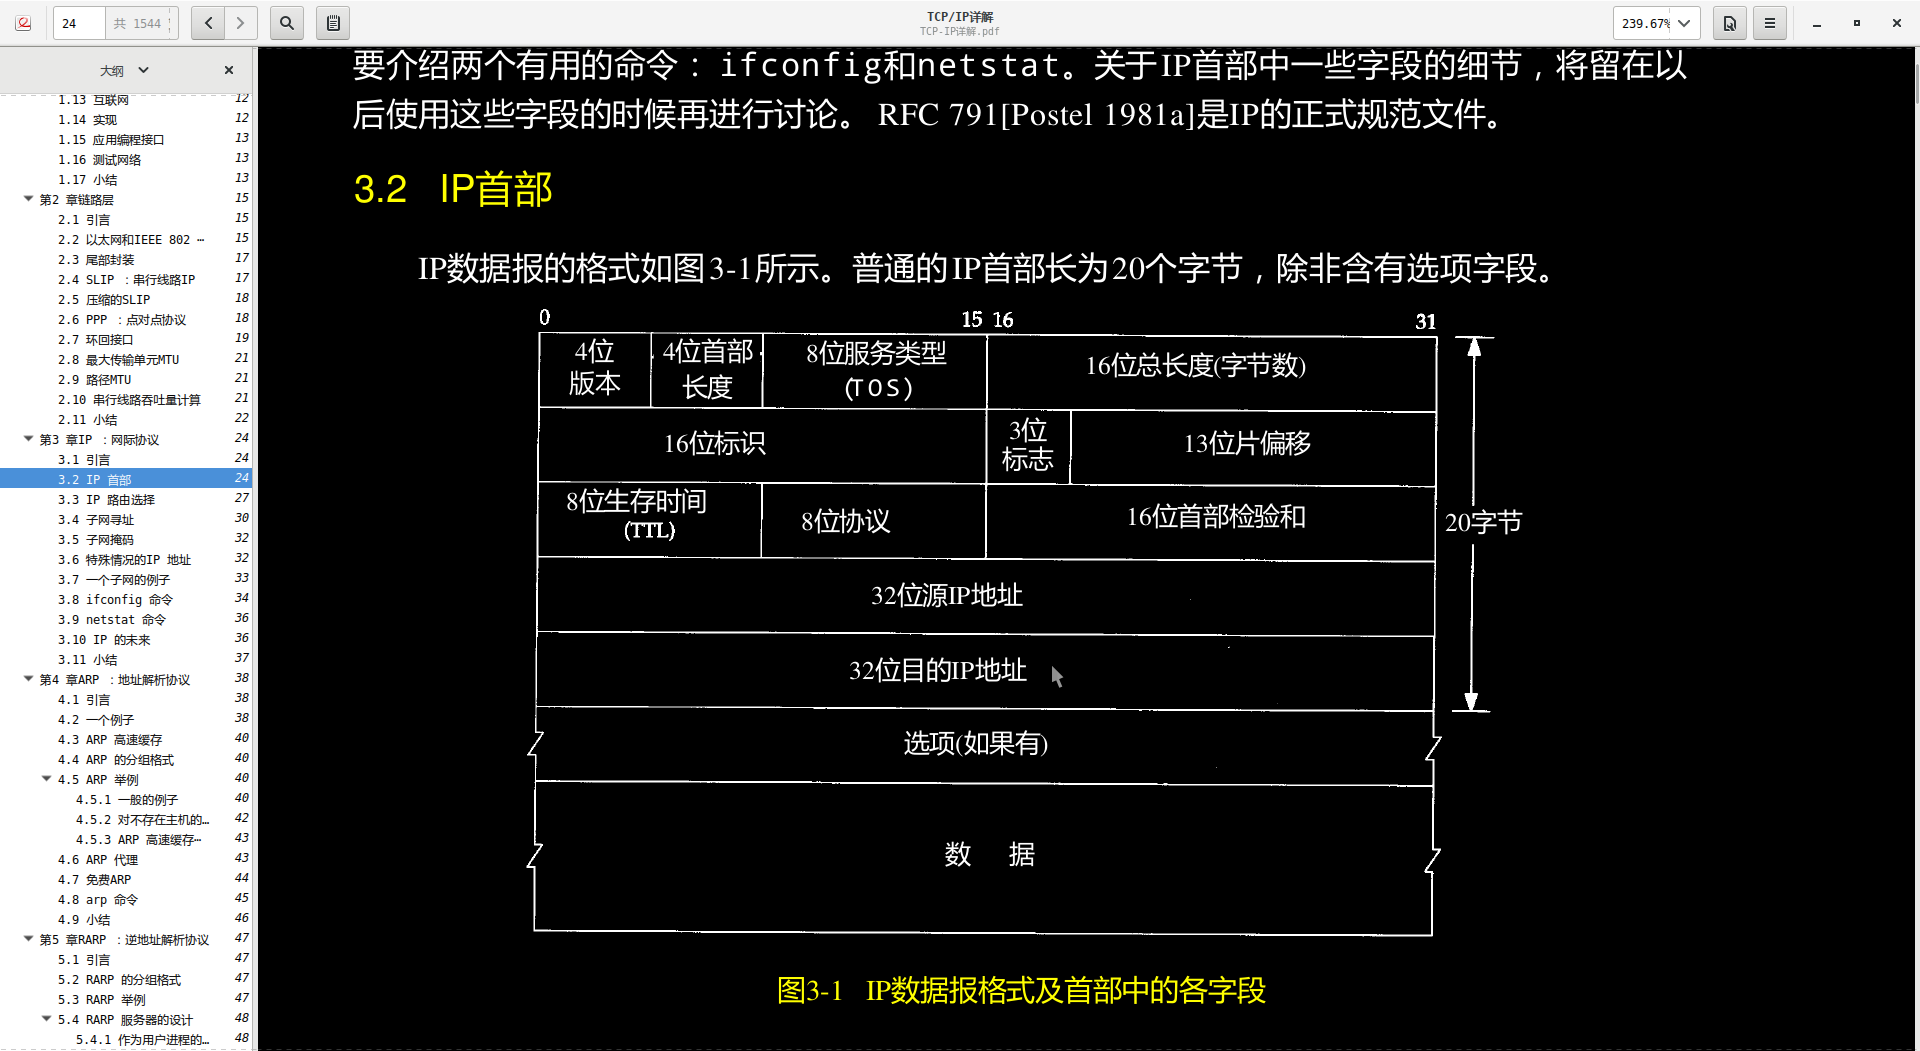 24
共 1544
TCP/IP详解
TCP-IP详解.pdf
239.67%
大纲
1.13 互联网 12
1.14 实现 12
1.15 应用编程接口 13
1.16 测试网络 13
1.17 小结 13
第2 章链路层 15
2.1 引言 15
2.2 以太网和IEEE 802 … 15
2.3 尾部封装 17
2.4 SLIP ：串行线路IP 17
2.5 压缩的SLIP 18
2.6 PPP ：点对点协议 18
2.7 环回接口 19
2.8 最大传输单元MTU 21
2.9 路径MTU 21
2.10 串行线路吞吐量计算 21
2.11 小结 22
第3 章IP ：网际协议 24
3.1 引言 24
3.2 IP 首部 24
3.3 IP 路由选择 27
3.4 子网寻址 30
3.5 子网掩码 32
3.6 特殊情况的IP 地址 32
3.7 一个子网的例子 33
3.8 ifconfig 命令 34
3.9 netstat 命令 36
3.10 IP 的未来 36
3.11 小结 37
第4 章ARP ：地址解析协议 38
4.1 引言 38
4.2 一个例子 38
4.3 ARP 高速缓存 40
4.4 ARP 的分组格式 40
4.5 ARP 举例 40
4.5.1 一般的例子 40
4.5.2 对不存在主机的… 42
4.5.3 ARP 高速缓存… 43
4.6 ARP 代理 43
4.7 免费ARP 44
4.8 arp 命令 45
4.9 小结 46
第5 章RARP ：逆地址解析协议 47
5.1 引言 47
5.2 RARP 的分组格式 47
5.3 RARP 举例 47
5.4 RARP 服务器的设计 48
5.4.1 作为用户进程的… 48
要介绍两个有用的命令：ifconfig和netstat。关于IP首部中一些字段的细节，将留在以
后使用这些字段的时候再进行讨论。 RFC 791[Postel 1981a]是IP的正式规范文件。
3.2 IP首部
IP数据报的格式如图3-1所示。普通的IP首部长为20个字节，除非含有选项字段。
0 15 16 31
4位
版本
4位首部
长度
8位服务类型
(TOS)
16位总长度(字节数)
16位标识
3位
标志
13位片偏移
8位生存时间
(TTL)
8位协议
16位首部检验和
20字节
32位源IP地址
32位目的IP地址
选项(如果有)
数 据
图3-1 IP数据报格式及首部中的各字段